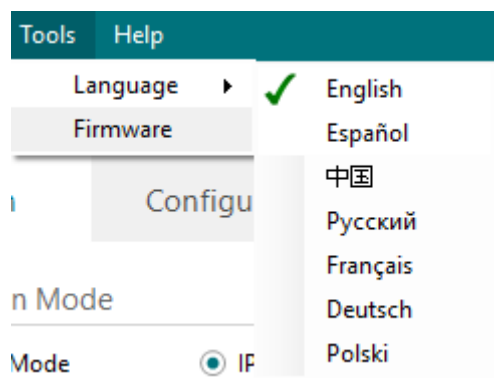 Tools Help
Language
Firmware
English
Español
中国
Русский
Français
Deutsch
Polski
Configu
n Mode
Mode
IP